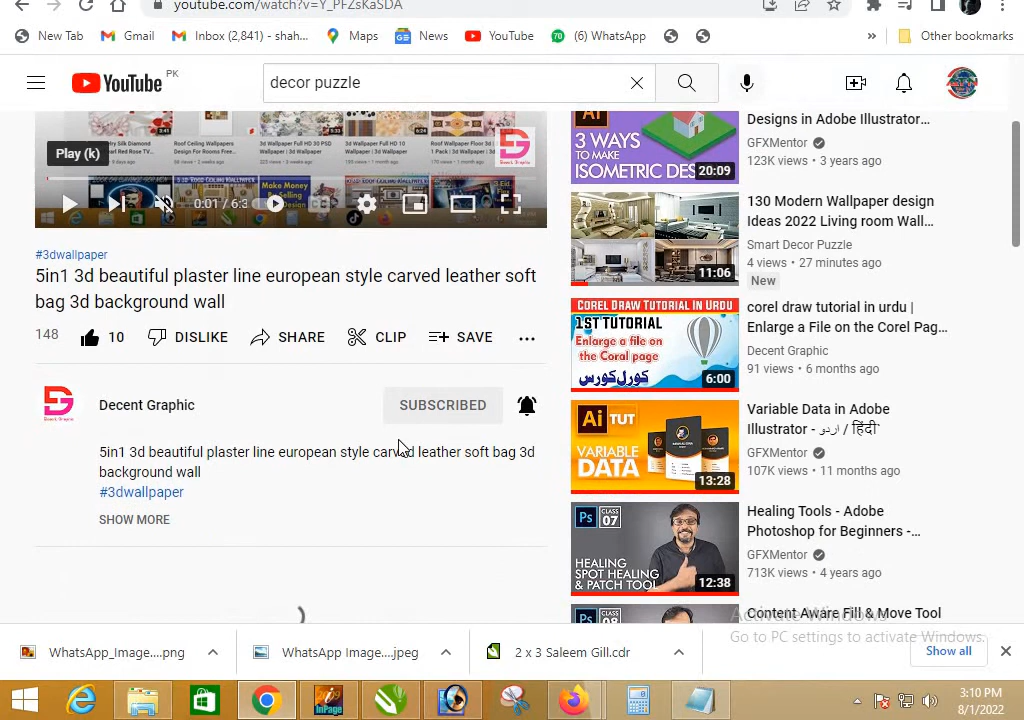 youtube.com/watch?v=Y_PFZsKaSDA
New Tab
Gmail
Inbox (2,841) - shah...
Maps
News
YouTube
(6) WhatsApp
»
Other bookmarks
YouTube PK
decor puzzle
Play (k)
0:01 / 6:3
#3dwallpaper
5in1 3d beautiful plaster line european style carved leather soft
bag 3d background wall
148
10
DISLIKE
SHARE
CLIP
SAVE
Decent Graphic
SUBSCRIBED
5in1 3d beautiful plaster line european style carved leather soft bag 3d
background wall
#3dwallpaper
SHOW MORE
Ai
3 WAYS
TO MAKE
ISOMETRIC DES
20:09
Designs in Adobe Illustrator...
GFXMentor
123K views • 3 years ago
11:06
130 Modern Wallpaper design
Ideas 2022 Living room Wall...
Smart Decor Puzzle
4 views • 27 minutes ago
New
COREL DRAW TUTORIAL IN URDU
1ST TUTORIAL
Enlarge a file on
the Coral page
کورل کورس
6:00
corel draw tutorial in urdu |
Enlarge a File on the Corel Pag...
Decent Graphic
91 views • 6 months ago
Ai TUT
VARIABLE
DATA
13:28
Variable Data in Adobe
Illustrator - اردو / हिंदी
GFXMentor
107K views • 11 months ago
Ps CLASS 07
HEALING
SPOT HEALING
& PATCH TOOL
12:38
Healing Tools - Adobe
Photoshop for Beginners -...
GFXMentor
713K views • 4 years ago
Ps
Content Aware Fill & Move Tool
Activate Windows
Go to PC settings to activate Windows.
WhatsApp_Image....png
WhatsApp Image....jpeg
2 x 3 Saleem Gill.cdr
Show all
InPage
3:10 PM
8/1/2022